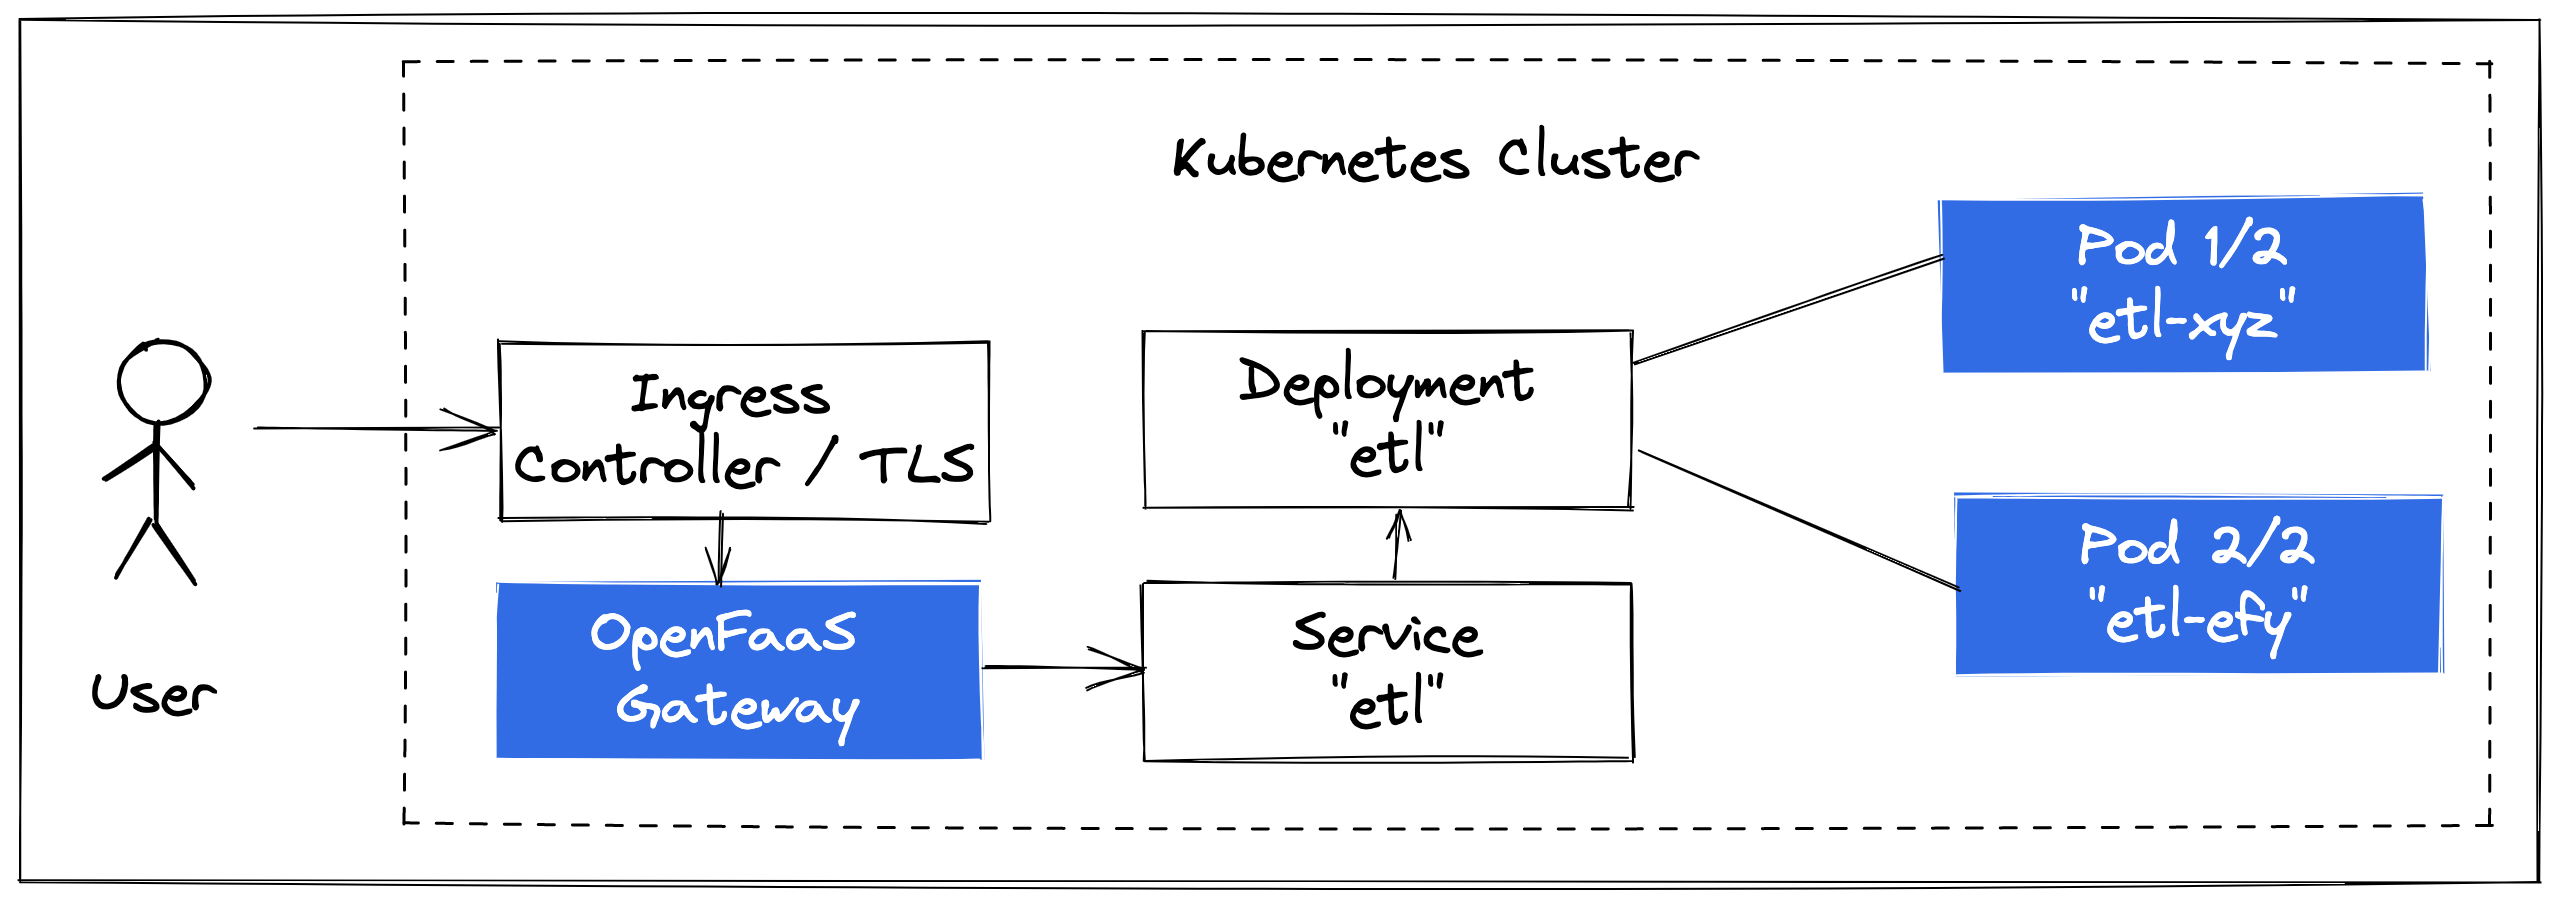 Kubernetes Cluster
User
Ingress
Controller / TLS
OpenFaaS
Gateway
Service
"etl"
Deployment
"etl"
Pod 1/2
"etl-xyz"
Pod 2/2
"etl-efy"